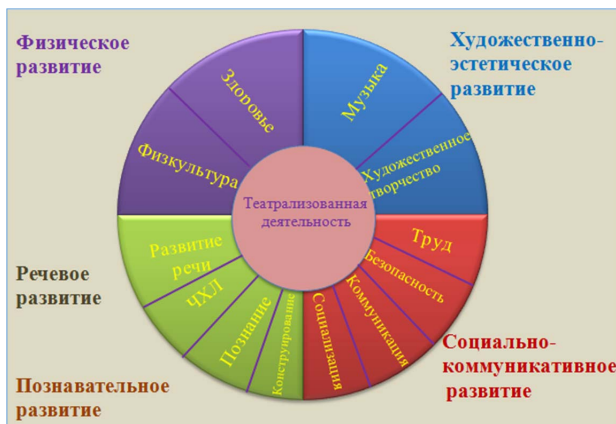 Физическое
развитие
Художественно-
эстетическое
развитие
Здоровье
Музыка
Физкультура
Художественное
творчество
Театрализованная
деятельность
Развитие
речи
Труд
Безопасность
ЧХЛ
Коммуникация
Познание
Социализация
Конструирование
Речевое
развитие
Познавательное
развитие
Социально-
коммуникативное
развитие